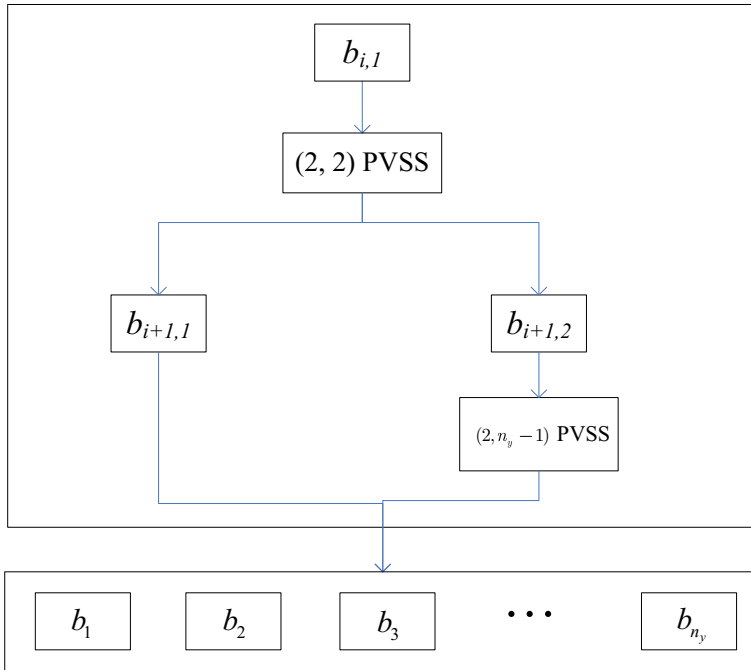 b_{i,1}
(2, 2) PVSS
b_{i+1,1} b_{i+1,2}
(2, n_y − 1) PVSS
b_1 b_2 b_3 ··· b_{n_y}